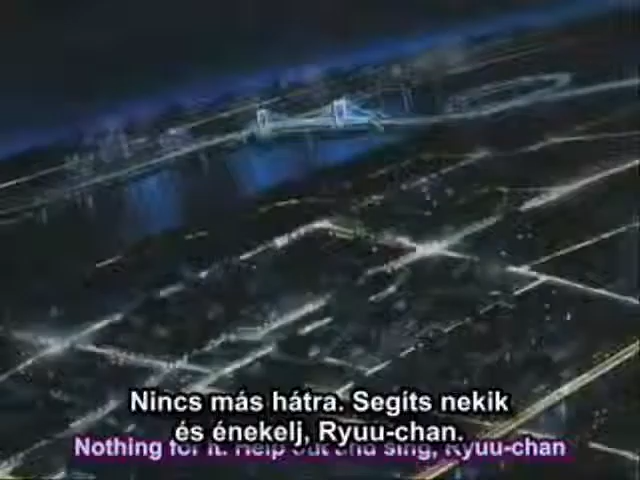 Nincs más hátra. Segíts nekik
és énekelj, Ryuu-chan.
Nothing for it. Help out and sing, Ryuu-chan